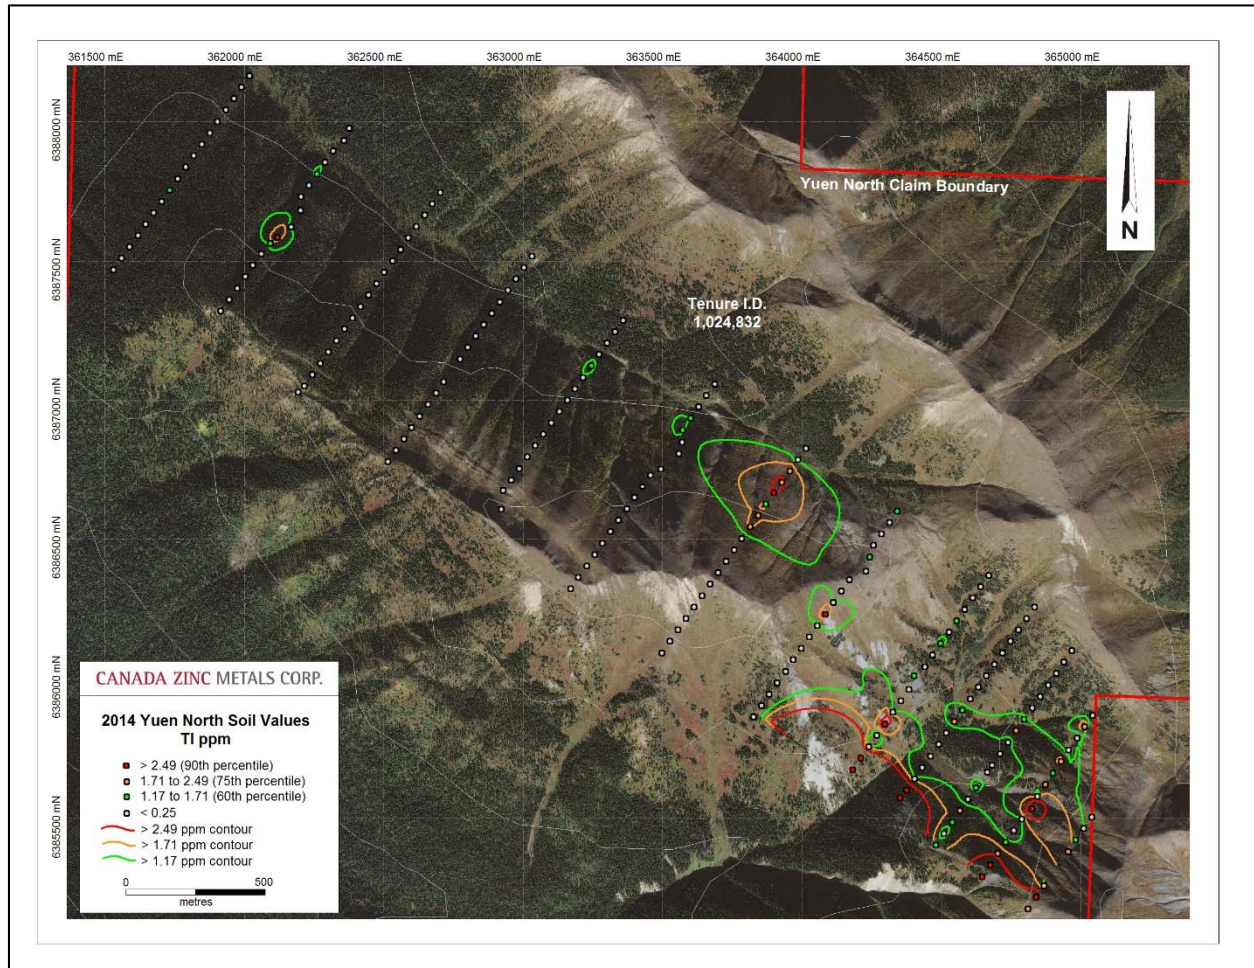 361500 mE 362000 mE 362500 mE 363000 mE 363500 mE 364000 mE 364500 mE 365000 mE
6388000 mN
6387500 mN
6387000 mN
6386500 mN
6386000 mN
6385500 mN
Yuen North Claim Boundary
N
Tenure I.D.
1,024,832
CANADA ZINC METALS CORP.
2014 Yuen North Soil Values
Tl ppm
> 2.49 (90th percentile)
1.71 to 2.49 (75th percentile)
1.17 to 1.71 (60th percentile)
< 0.25
> 2.49 ppm contour
> 1.71 ppm contour
> 1.17 ppm contour
0 500
metres